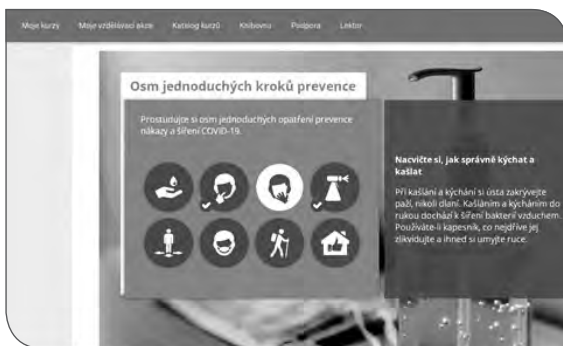 Moje kurzy Moje vzdělávací akce Katalog kurzů Knihovna Podpora Lektor
Osm jednoduchých kroků prevence
Prostudujte si osm jednoduchých opatření prevence
nákazy a šíření COVID-19.
Nacvičte si, jak správně kýchat a
kašlat
Při kašlání a kýchání si ústa zakrývejte
paží, nikoli dlaní. Kašláním a kýcháním do
rukou dochází k šíření bakterií vzduchem.
Používáte-li kapesník, co nejdříve jej
zlikvidujte a ihned si umyjte ruce.